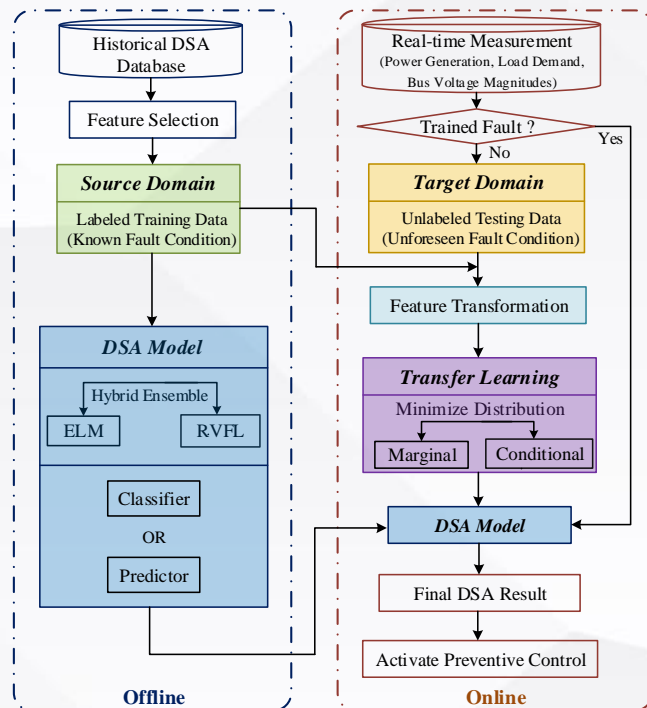 Historical DSA
Database
Feature Selection
Source Domain
Labeled Training Data
(Known Fault Condition)
DSA Model
Hybrid Ensemble
ELM
RVFL
Classifier
OR
Predictor
Offline
Real-time Measurement
(Power Generation, Load Demand,
Bus Voltage Magnitudes)
Trained Fault ?
Yes
No
Target Domain
Unlabeled Testing Data
(Unforeseen Fault Condition)
Feature Transformation
Transfer Learning
Minimize Distribution
Marginal
Conditional
DSA Model
Final DSA Result
Activate Preventive Control
Online